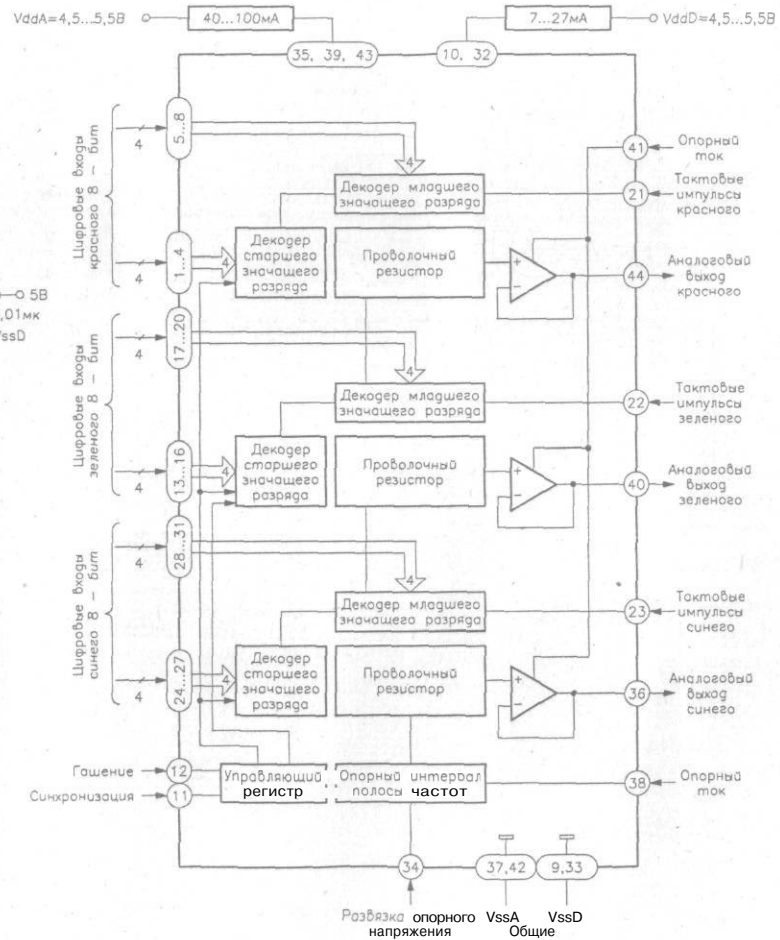 VddA=4,5...5,5В
40...100мА
7...27мА
VddD=4,5...5,5В
35, 39, 43
10, 32
Цифровые входы
красного 8 – бит
4
5...8
4
41
Опорный
ток
Декодер младшего
значащего разряда
21
Тактовые
импульсы
красного
4
1...4
4
Декодер
старшего
значащего
разряда
Проволочный
резистор
+
−
44
Аналоговый
выход
красного
5В
,01мк
VssD
Цифровые входы
зеленого 8 – бит
4
17...20
4
Декодер младшего
значащего разряда
22
Тактовые
импульсы
зеленого
4
13...16
4
Декодер
старшего
значащего
разряда
Проволочный
резистор
+
−
40
Аналоговый
выход
зеленого
Цифровые входы
синего 8 – бит
4
28...31
4
Декодер младшего
значащего разряда
23
Тактовые
импульсы
синего
4
24...27
4
Декодер
старшего
значащего
разряда
Проволочный
резистор
+
−
36
Аналоговый
выход
синего
Гашение
12
Синхронизация
11
Управляющий
регистр
Опорный интервал
полосы частот
38
Опорный
ток
34
37,42
9,33
Развязка опорного
напряжения
VssA
VssD
Общие